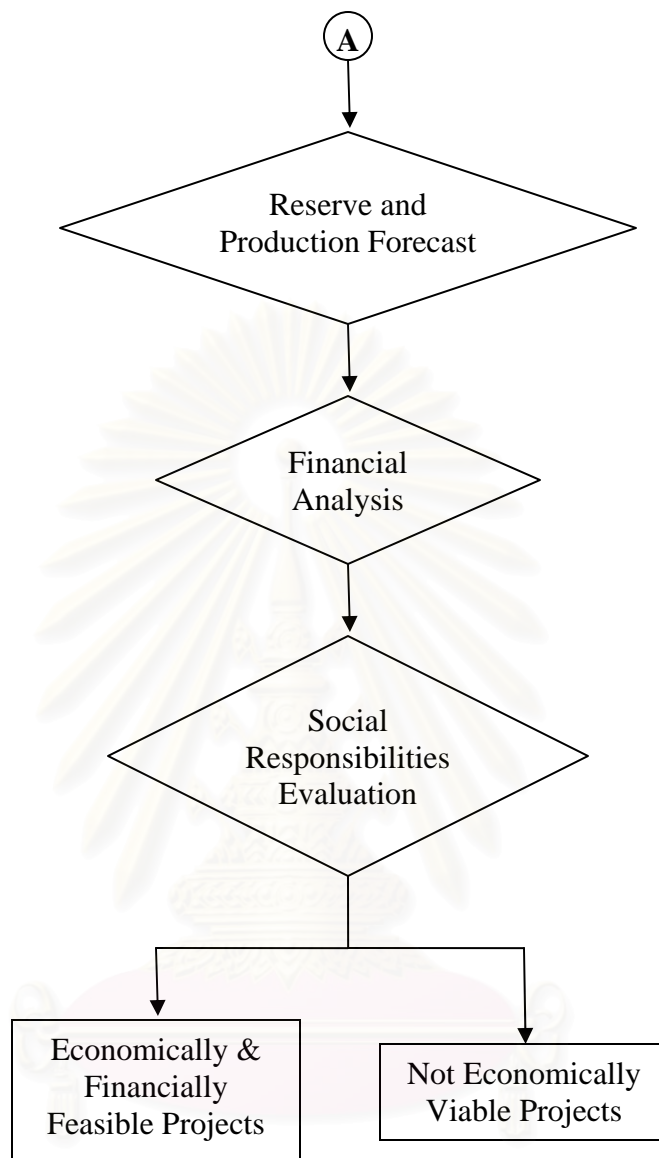 A
Reserve and
Production Forecast
Financial
Analysis
Social
Responsibilities
Evaluation
Economically &
Financially
Feasible Projects
Not Economically
Viable Projects